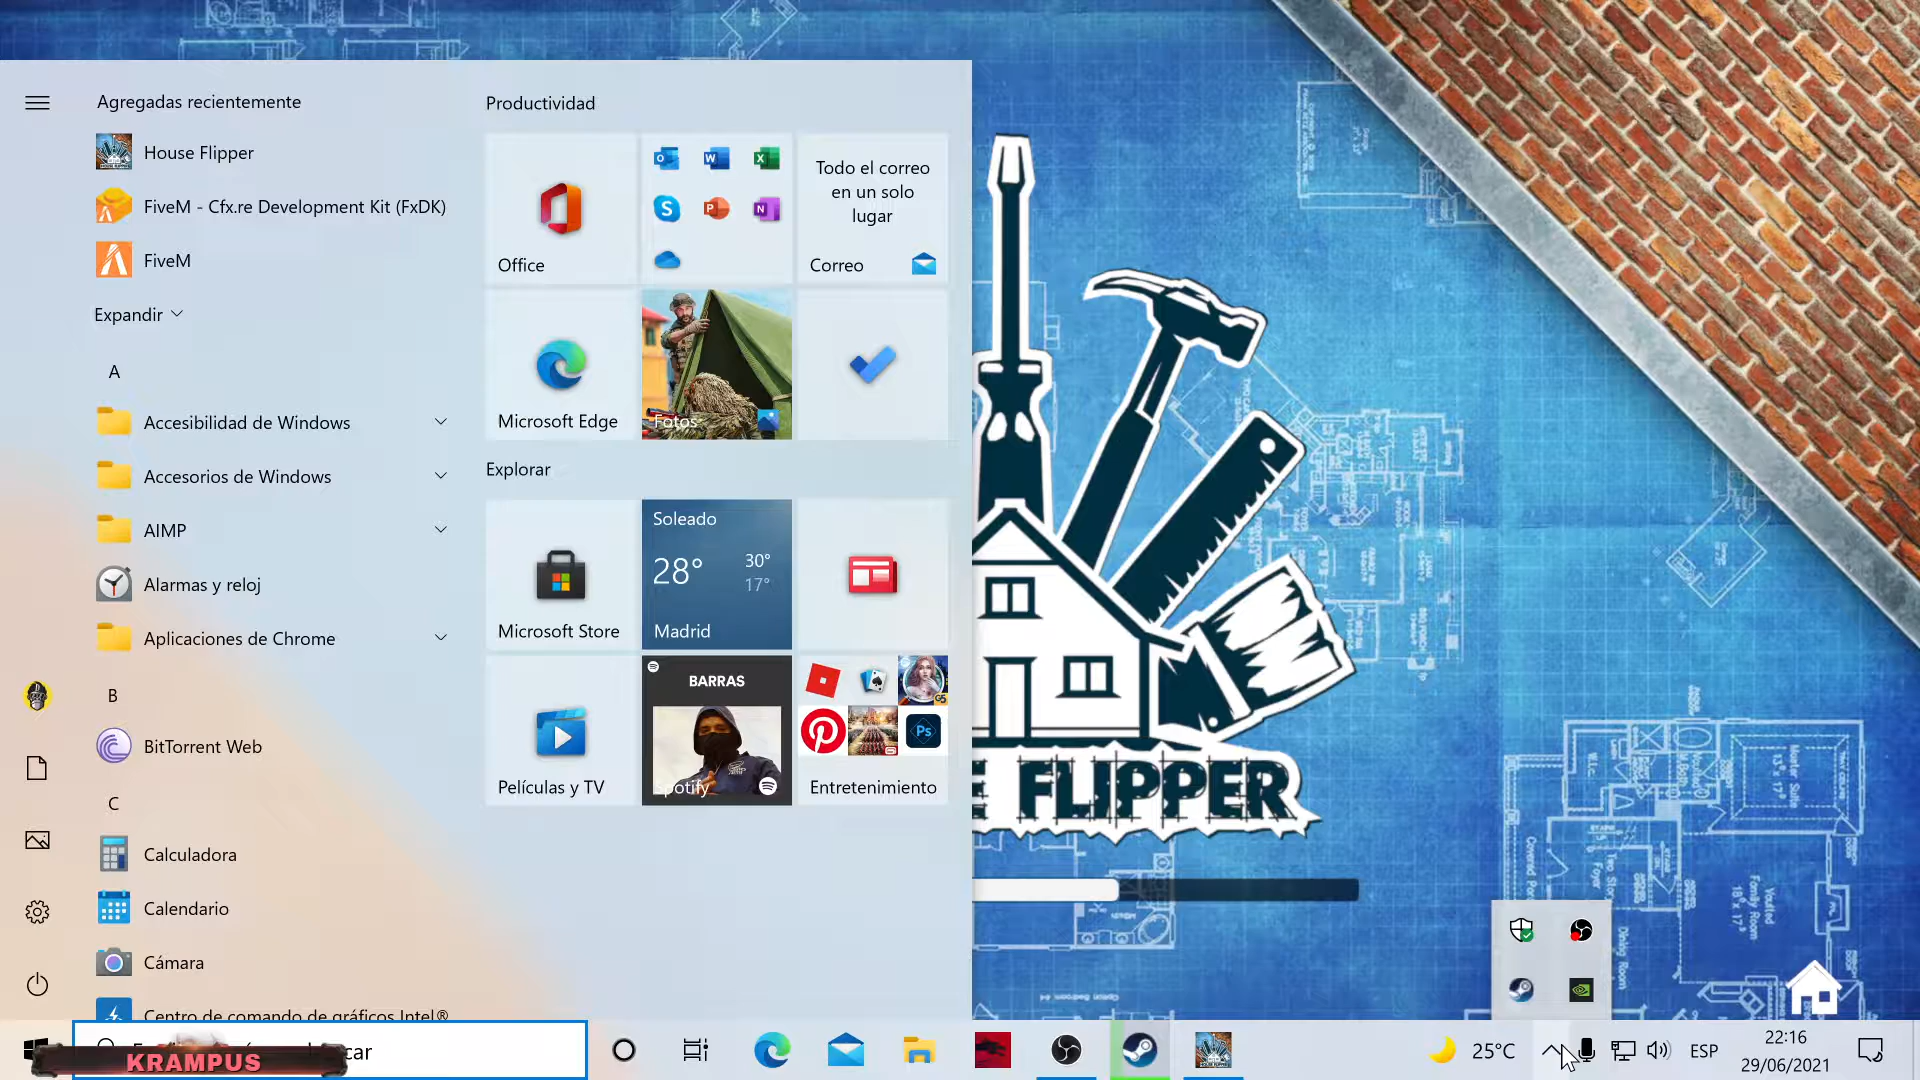 Agregadas recientemente
House Flipper
FiveM - Cfx.re Development Kit (FxDK)
FiveM
Expandir
A
Accesibilidad de Windows
Accesorios de Windows
AIMP
Alarmas y reloj
Aplicaciones de Chrome
B
BitTorrent Web
C
Calculadora
Calendario
Cámara
Centro de comando de gráficos Intel®
Productividad
Office
Todo el correo
en un solo
lugar
Correo
Microsoft Edge
Fotos
Explorar
Microsoft Store
Soleado
28°
30°
17°
Madrid
Películas y TV
BARRAS
Spotify
Ps
Entretenimiento
FLIPPER
KRAMPUS
25°C
ESP
22:16
29/06/2021